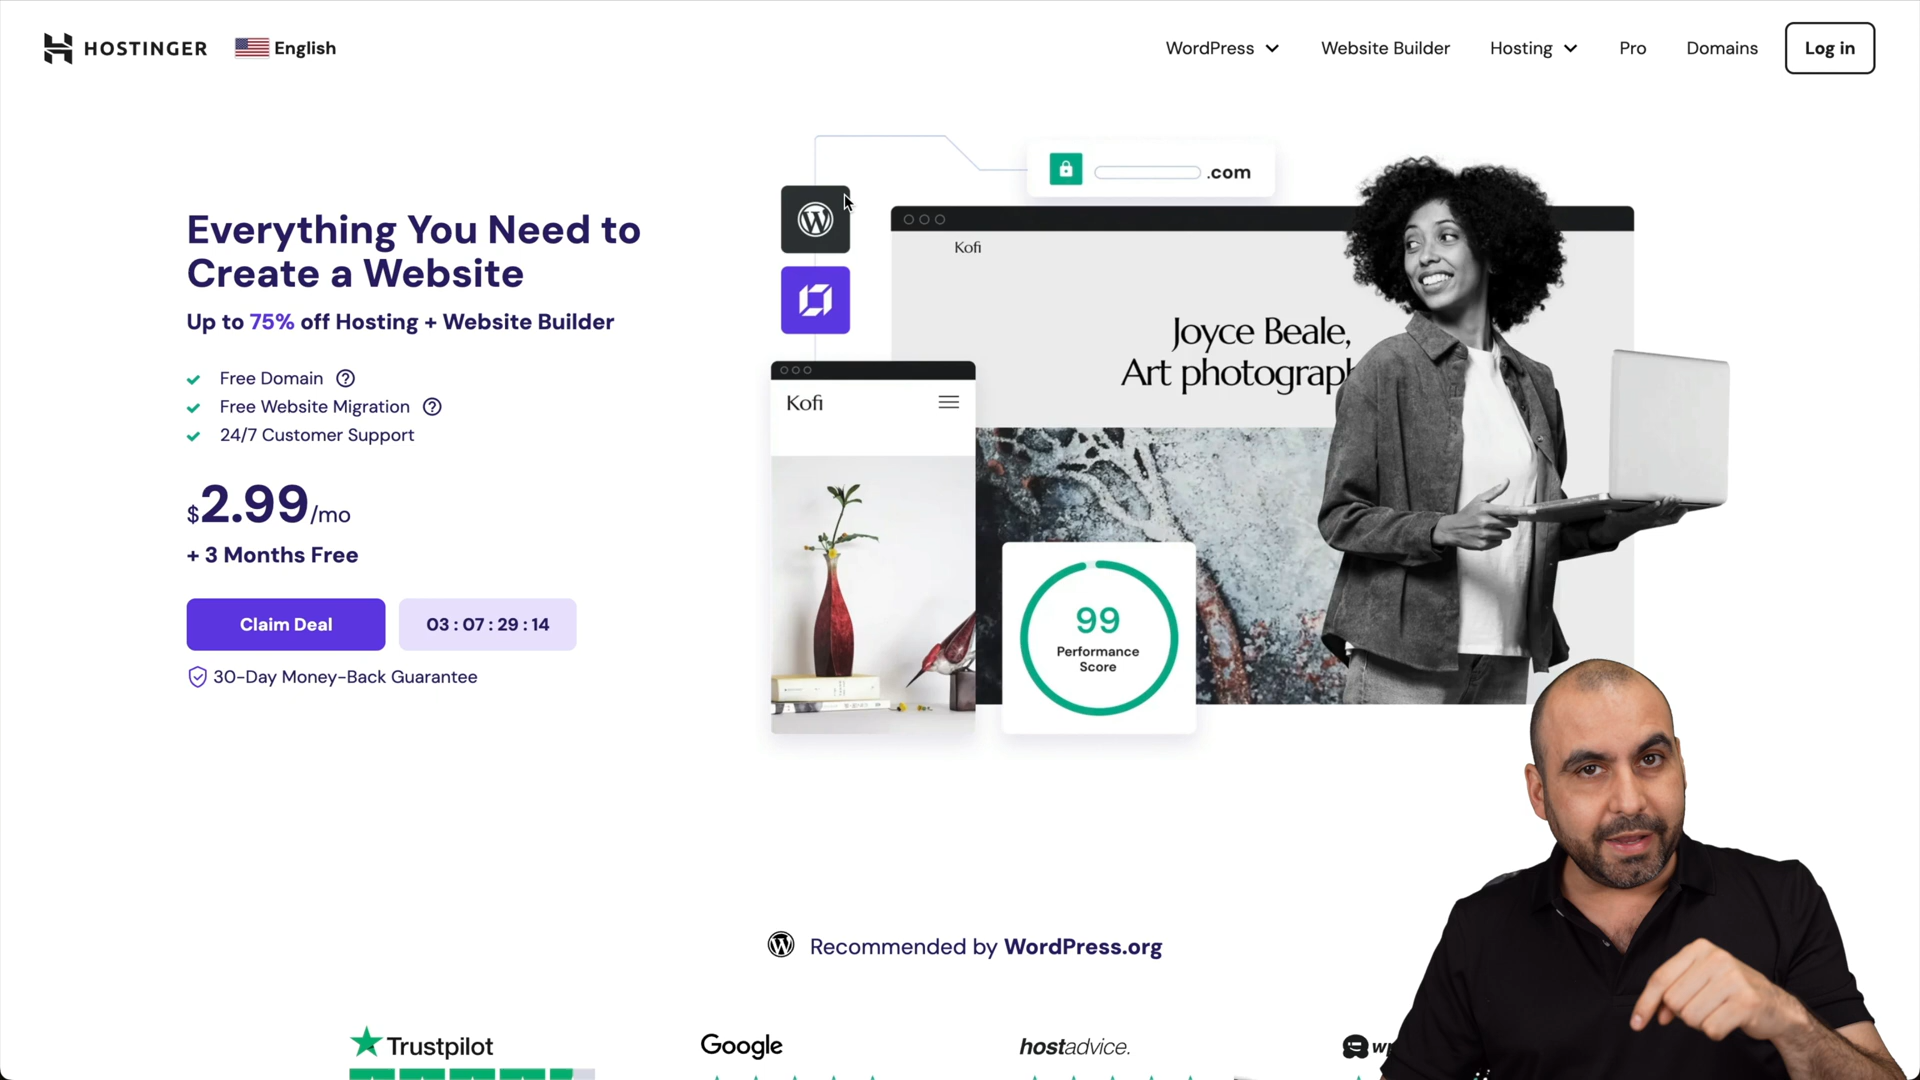 HOSTINGER
English
WordPress
Website Builder
Hosting
Pro
Domains
Log in
Everything You Need to
Create a Website
Up to 75% off Hosting + Website Builder
Free Domain ?
Free Website Migration ?
24/7 Customer Support
$2.99/mo
+ 3 Months Free
Claim Deal
03 : 07 : 29 : 14
30-Day Money-Back Guarantee
.com
Kofi
Joyce Beale,
Art photograph
Kofi
99
Performance
Score
Recommended by WordPress.org
Trustpilot
Google
hostadvice.